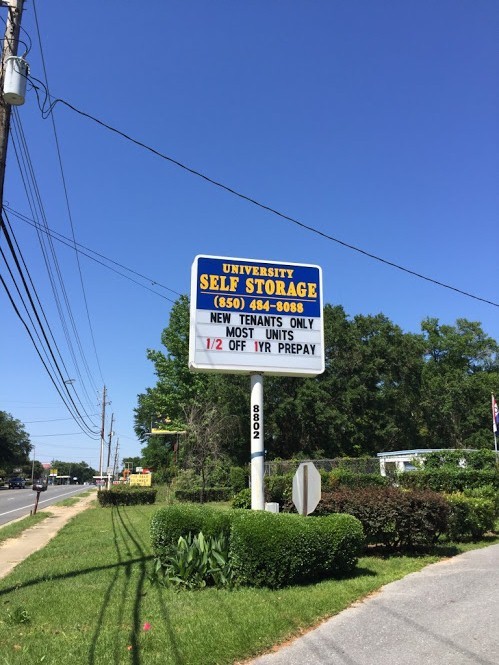 UNIVERSITY
SELF STORAGE
(850) 484-8088
NEW TENANTS ONLY
MOST UNITS
1/2 OFF 1YR PREPAY
8802